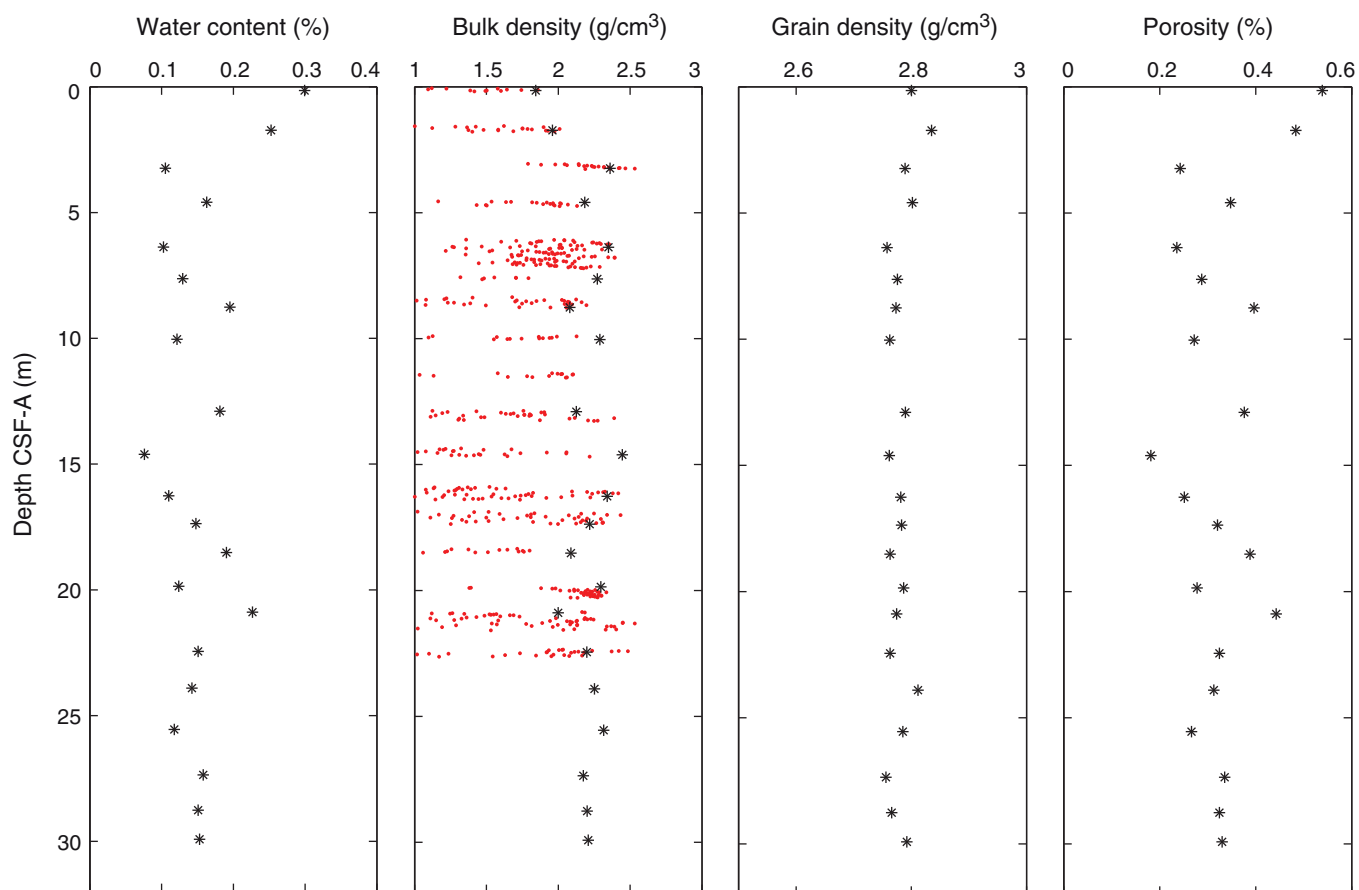 Water content (%)
Bulk density (g/cm³)
Grain density (g/cm³)
Porosity (%)
0 0.1 0.2 0.3 0.4
1 1.5 2 2.5 3
2.6 2.8 3
0 0.2 0.4 0.6
0
5
10
15
20
25
30
Depth CSF-A (m)